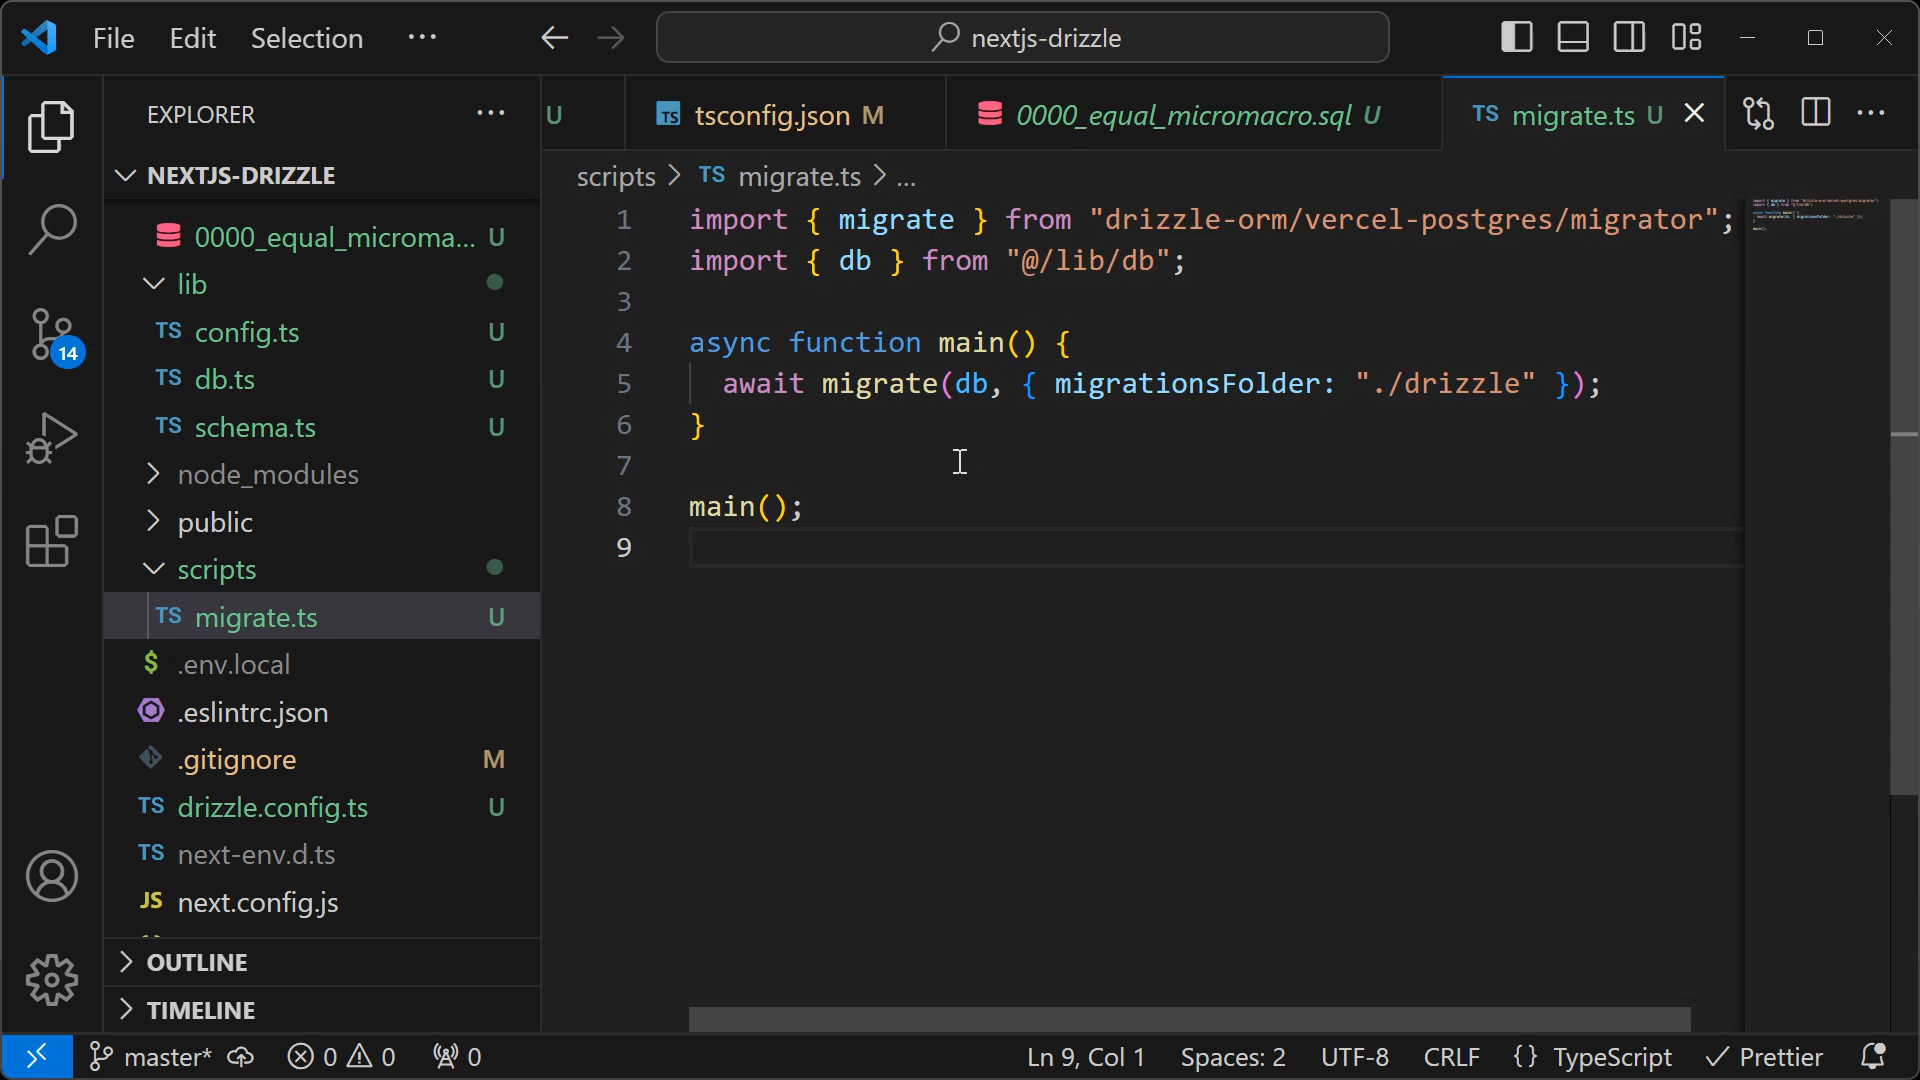 File Edit Selection ... nextjs-drizzle
EXPLORER ...
NEXTJS-DRIZZLE
0000_equal_microma... U
lib
TS config.ts U
TS db.ts U
TS schema.ts U
node_modules
public
scripts
TS migrate.ts U
$ .env.local
.eslintrc.json
.gitignore M
TS drizzle.config.ts U
TS next-env.d.ts
JS next.config.js
OUTLINE
TIMELINE
14
U TS tsconfig.json M 0000_equal_micromacro.sql U TS migrate.ts U ...
scripts > TS migrate.ts > ...
1 import { migrate } from "drizzle-orm/vercel-postgres/migrator";
2 import { db } from "@/lib/db";
3
4 async function main() {
5 await migrate(db, { migrationsFolder: "./drizzle" });
6 }
7
8 main();
9
master* 0 0 0 Ln 9, Col 1 Spaces: 2 UTF-8 CRLF {} TypeScript Prettier